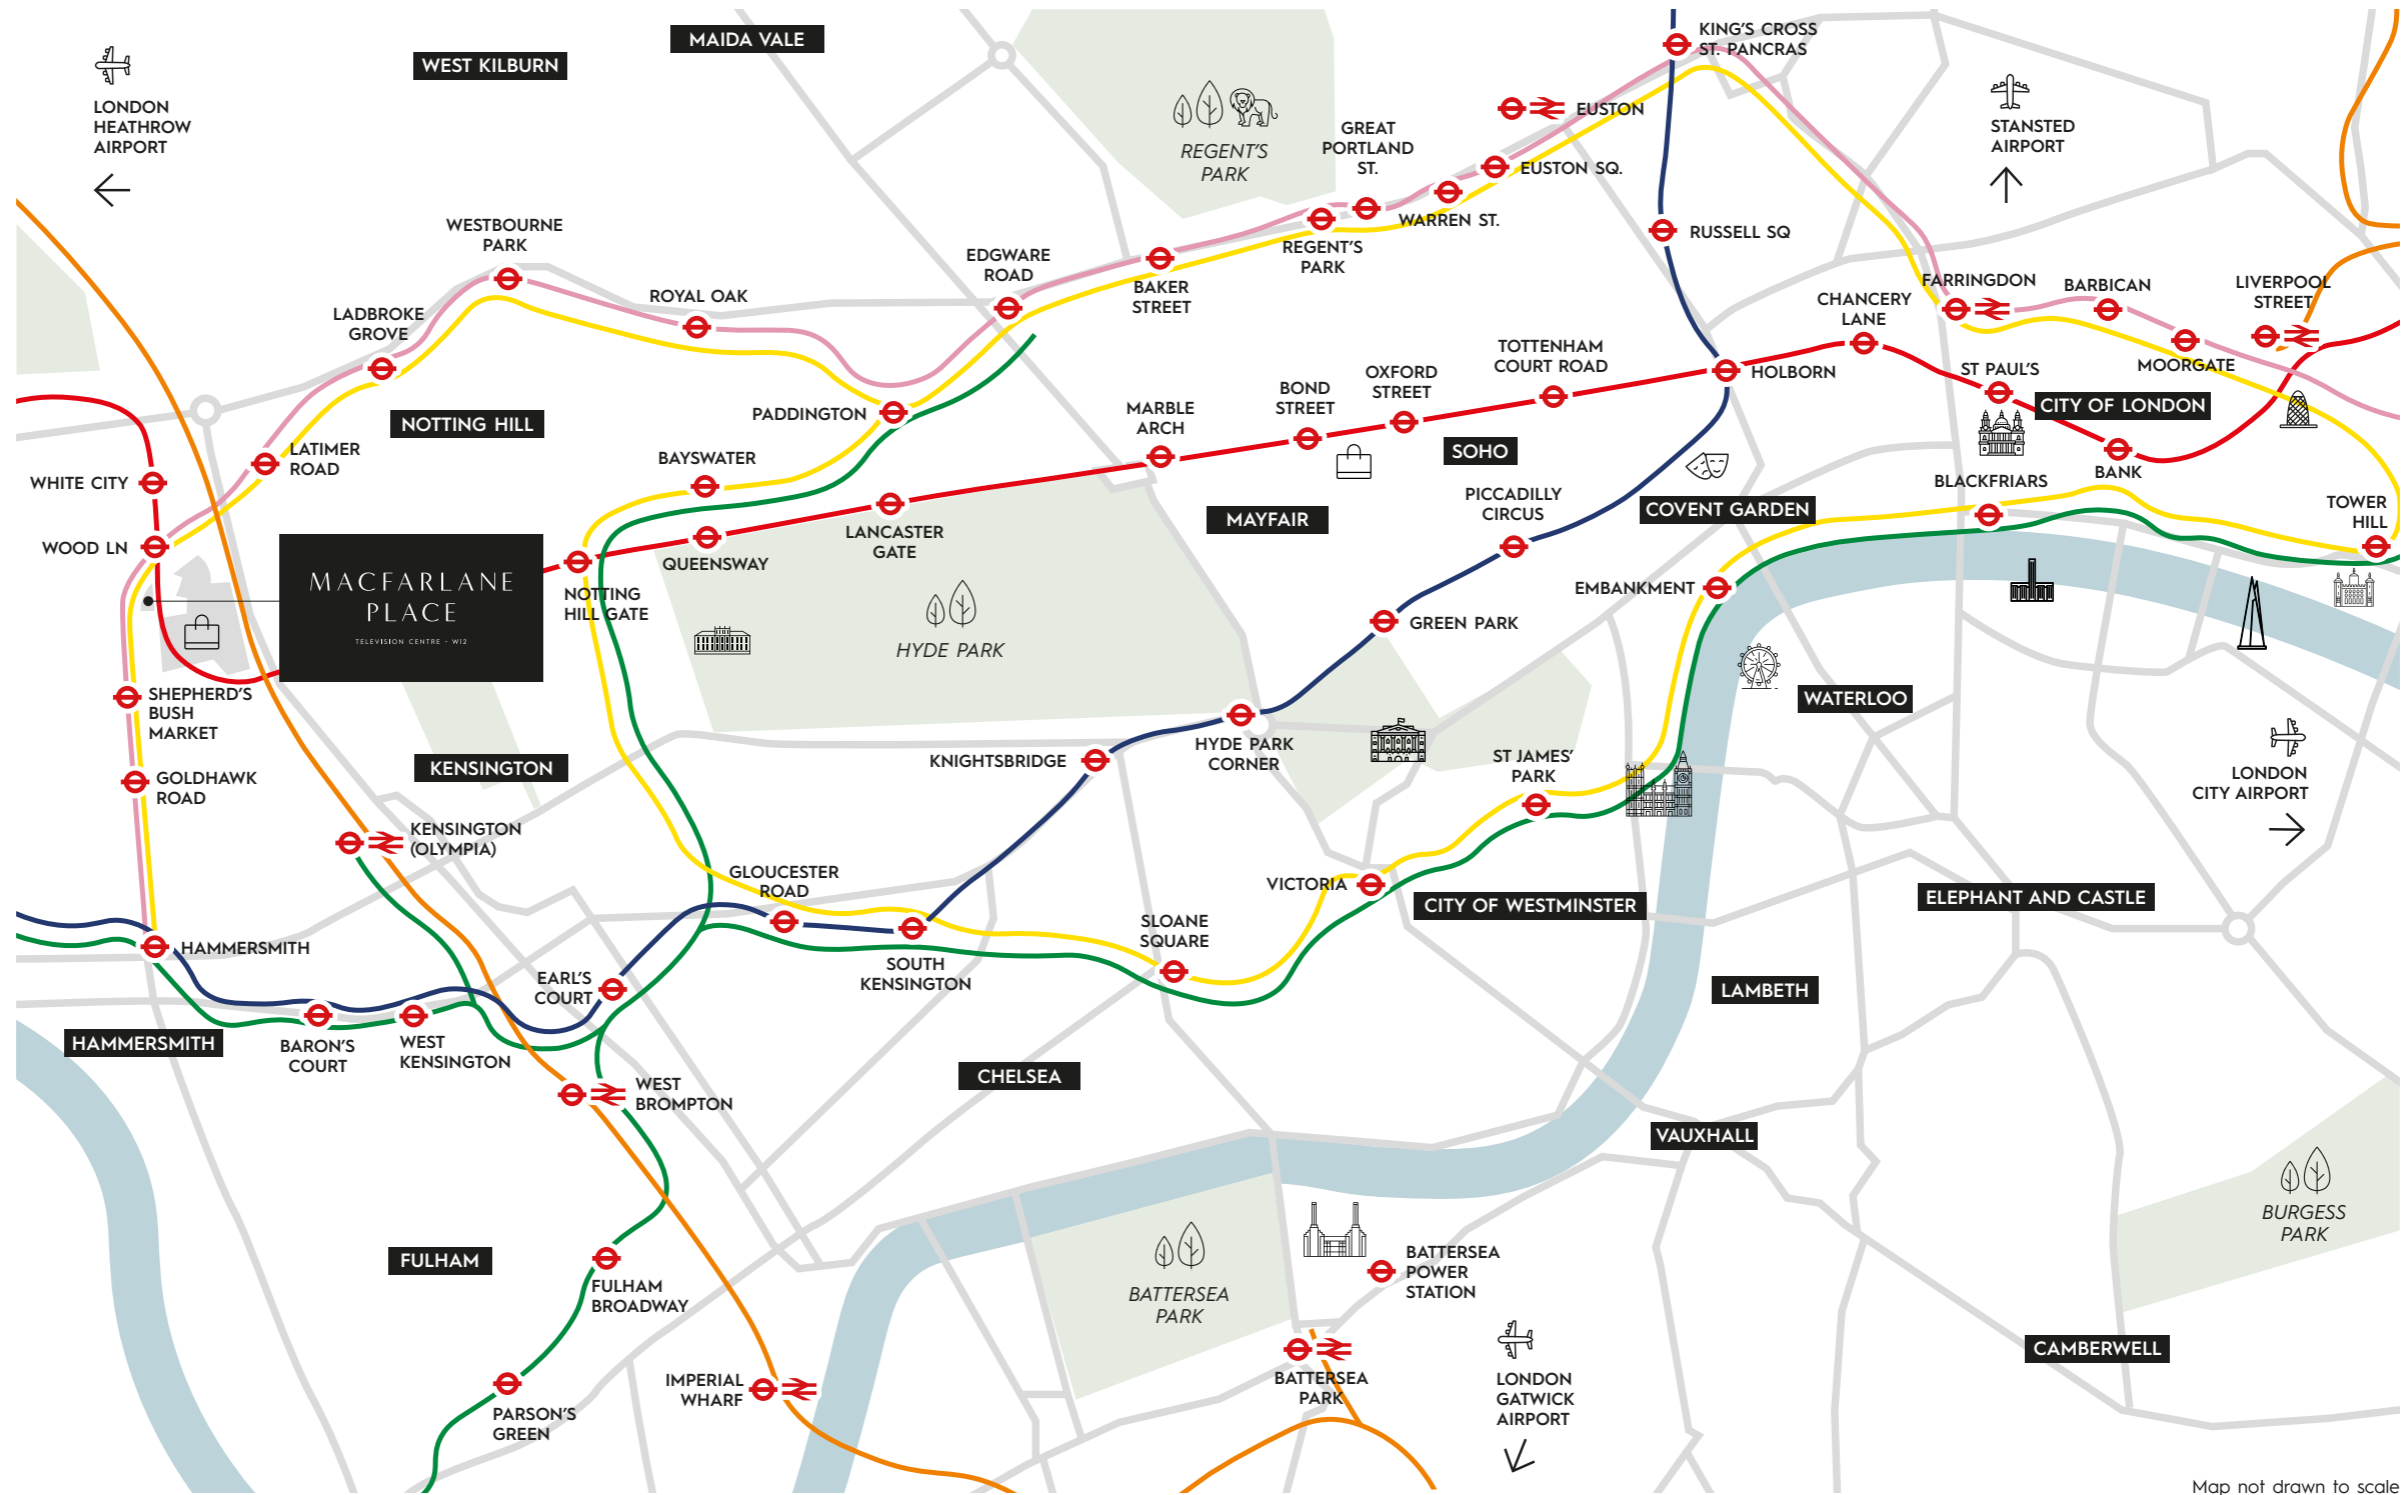 MAIDA VALE
WEST KILBURN
LONDON
HEATHROW
AIRPORT
KING'S CROSS
ST. PANCRAS
EUSTON
STANSTED
AIRPORT
REGENT'S
PARK
GREAT
PORTLAND
ST.
EUSTON SQ.
WARREN ST.
RUSSELL SQ
WESTBOURNE
PARK
EDGWARE
ROAD
REGENT'S
PARK
BAKER
STREET
ROYAL OAK
LADBROKE
GROVE
FARRINGDON
BARBICAN
LIVERPOOL
STREET
CHANCERY
LANE
MOORGATE
TOTTENHAM
COURT ROAD
HOLBORN
ST PAUL'S
OXFORD
STREET
BOND
STREET
MARBLE
ARCH
PADDINGTON
CITY OF LONDON
NOTTING HILL
LATIMER
ROAD
BAYSWATER
SOHO
WHITE CITY
BANK
BLACKFRIARS
PICCADILLY
CIRCUS
COVENT GARDEN
MAYFAIR
TOWER
HILL
LANCASTER
GATE
WOOD LN
QUEENSWAY
MACFARLANE
PLACE
TELEVISION CENTRE - W12
NOTTING
HILL GATE
EMBANKMENT
GREEN PARK
HYDE PARK
SHEPHERD'S
BUSH
MARKET
WATERLOO
KENSINGTON
KNIGHTSBRIDGE
HYDE PARK
CORNER
ST JAMES'
PARK
GOLDHAWK
ROAD
LONDON
CITY AIRPORT
KENSINGTON
(OLYMPIA)
GLOUCESTER
ROAD
VICTORIA
CITY OF WESTMINSTER
ELEPHANT AND CASTLE
HAMMERSMITH
SLOANE
SQUARE
SOUTH
KENSINGTON
EARL'S
COURT
LAMBETH
HAMMERSMITH
BARON'S
COURT
WEST
KENSINGTON
CHELSEA
WEST
BROMPTON
VAUXHALL
BURGESS
PARK
FULHAM
FULHAM
BROADWAY
BATTERSEA
PARK
BATTERSEA
POWER
STATION
CAMBERWELL
IMPERIAL
WHARF
BATTERSEA
PARK
LONDON
GATWICK
AIRPORT
PARSON'S
GREEN
Map not drawn to scale